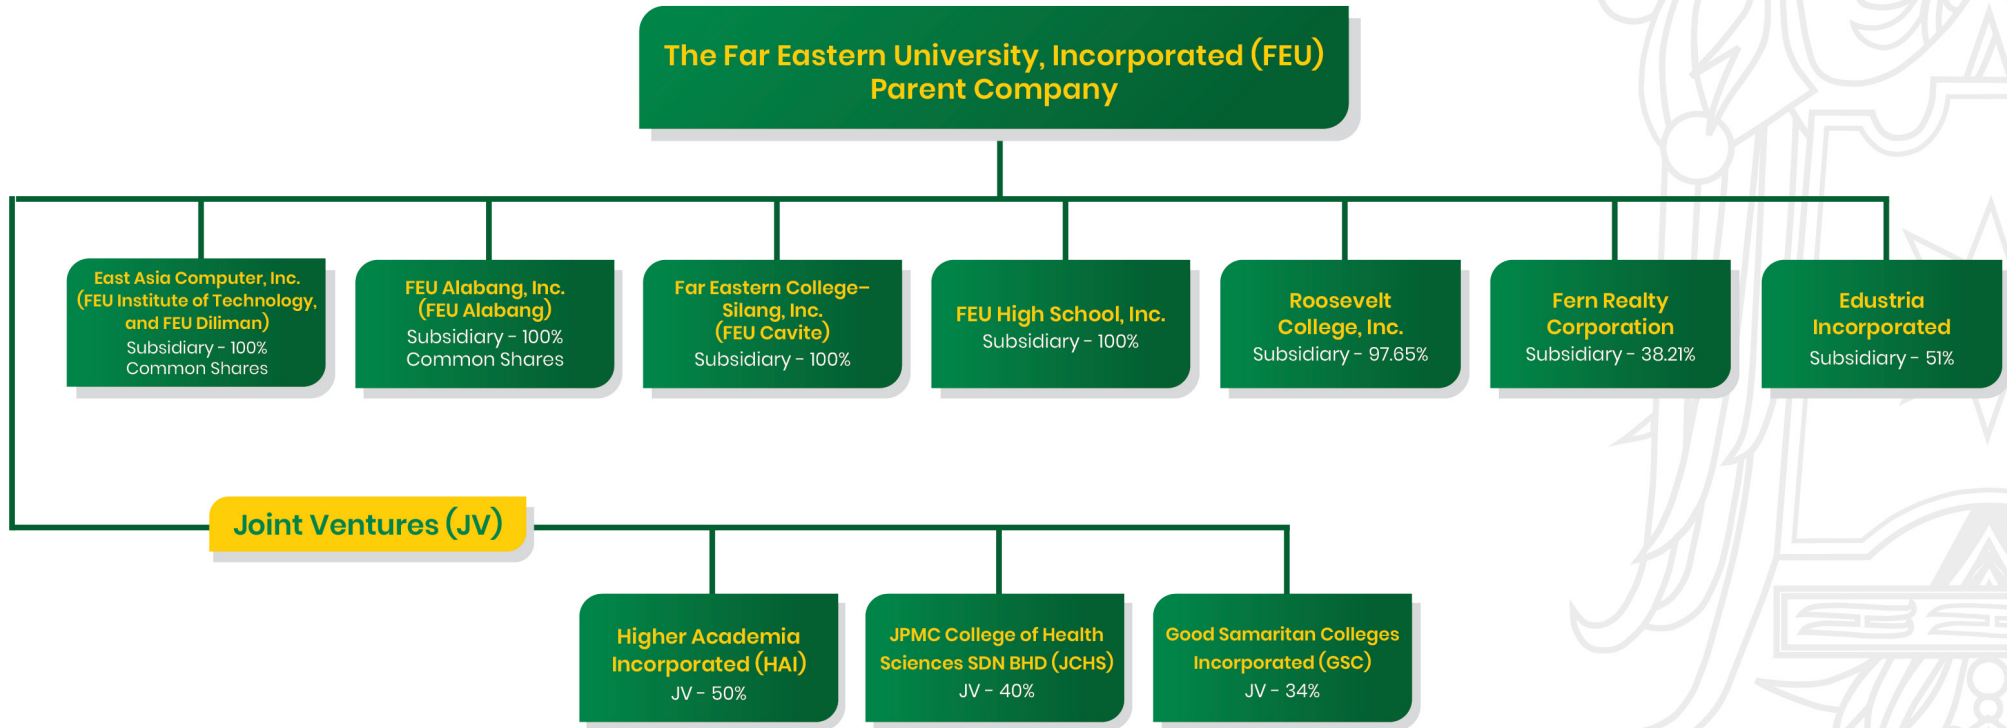 The Far Eastern University, Incorporated (FEU)
Parent Company
East Asia Computer, Inc.
(FEU Institute of Technology,
and FEU Diliman)
Subsidiary - 100%
Common Shares
FEU Alabang, Inc.
(FEU Alabang)
Subsidiary - 100%
Common Shares
Far Eastern College–
Silang, Inc.
(FEU Cavite)
Subsidiary - 100%
FEU High School, Inc.
Subsidiary - 100%
Roosevelt
College, Inc.
Subsidiary - 97.65%
Fern Realty
Corporation
Subsidiary - 38.21%
Edustria
Incorporated
Subsidiary - 51%
Joint Ventures (JV)
Higher Academia
Incorporated (HAI)
JV - 50%
JPMC College of Health
Sciences SDN BHD (JCHS)
JV - 40%
Good Samaritan Colleges
Incorporated (GSC)
JV - 34%